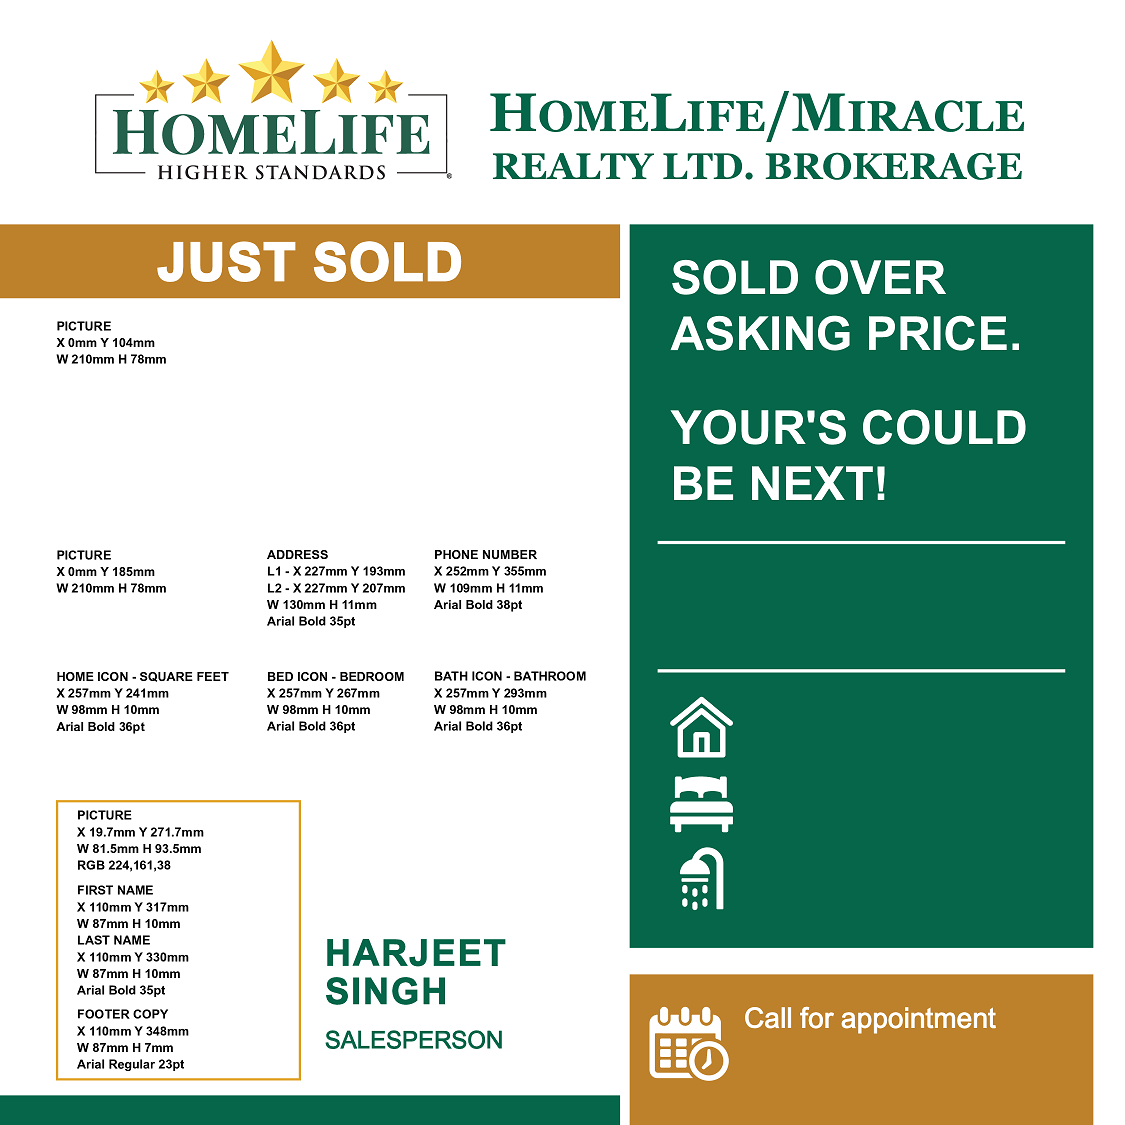 HOMELIFE
HIGHER STANDARDS
®
HOMELIFE/MIRACLE
REALTY LTD. BROKERAGE
JUST SOLD
PICTURE
X 0mm Y 104mm
W 210mm H 78mm
PICTURE
X 0mm Y 185mm
W 210mm H 78mm
ADDRESS
L1 - X 227mm Y 193mm
L2 - X 227mm Y 207mm
W 130mm H 11mm
Arial Bold 35pt
PHONE NUMBER
X 252mm Y 355mm
W 109mm H 11mm
Arial Bold 38pt
HOME ICON - SQUARE FEET
X 257mm Y 241mm
W 98mm H 10mm
Arial Bold 36pt
BED ICON - BEDROOM
X 257mm Y 267mm
W 98mm H 10mm
Arial Bold 36pt
BATH ICON - BATHROOM
X 257mm Y 293mm
W 98mm H 10mm
Arial Bold 36pt
PICTURE
X 19.7mm Y 271.7mm
W 81.5mm H 93.5mm
RGB 224,161,38
FIRST NAME
X 110mm Y 317mm
W 87mm H 10mm
LAST NAME
X 110mm Y 330mm
W 87mm H 10mm
Arial Bold 35pt
FOOTER COPY
X 110mm Y 348mm
W 87mm H 7mm
Arial Regular 23pt
HARJEET
SINGH
SALESPERSON
SOLD OVER
ASKING PRICE.
YOUR'S COULD
BE NEXT!
Call for appointment